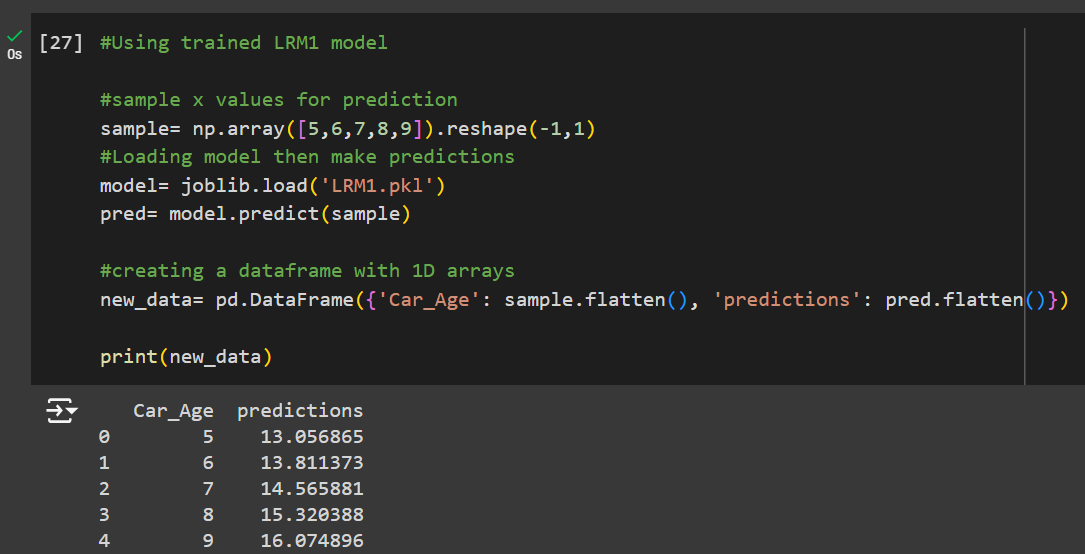 [27] #Using trained LRM1 model
0s
#sample x values for prediction
sample= np.array([5,6,7,8,9]).reshape(-1,1)
#Loading model then make predictions
model= joblib.load('LRM1.pkl')
pred= model.predict(sample)
#creating a dataframe with 1D arrays
new_data= pd.DataFrame({'Car_Age': sample.flatten(), 'predictions': pred.flatten()})
print(new_data)
Car_Age predictions
0 5 13.056865
1 6 13.811373
2 7 14.565881
3 8 15.320388
4 9 16.074896